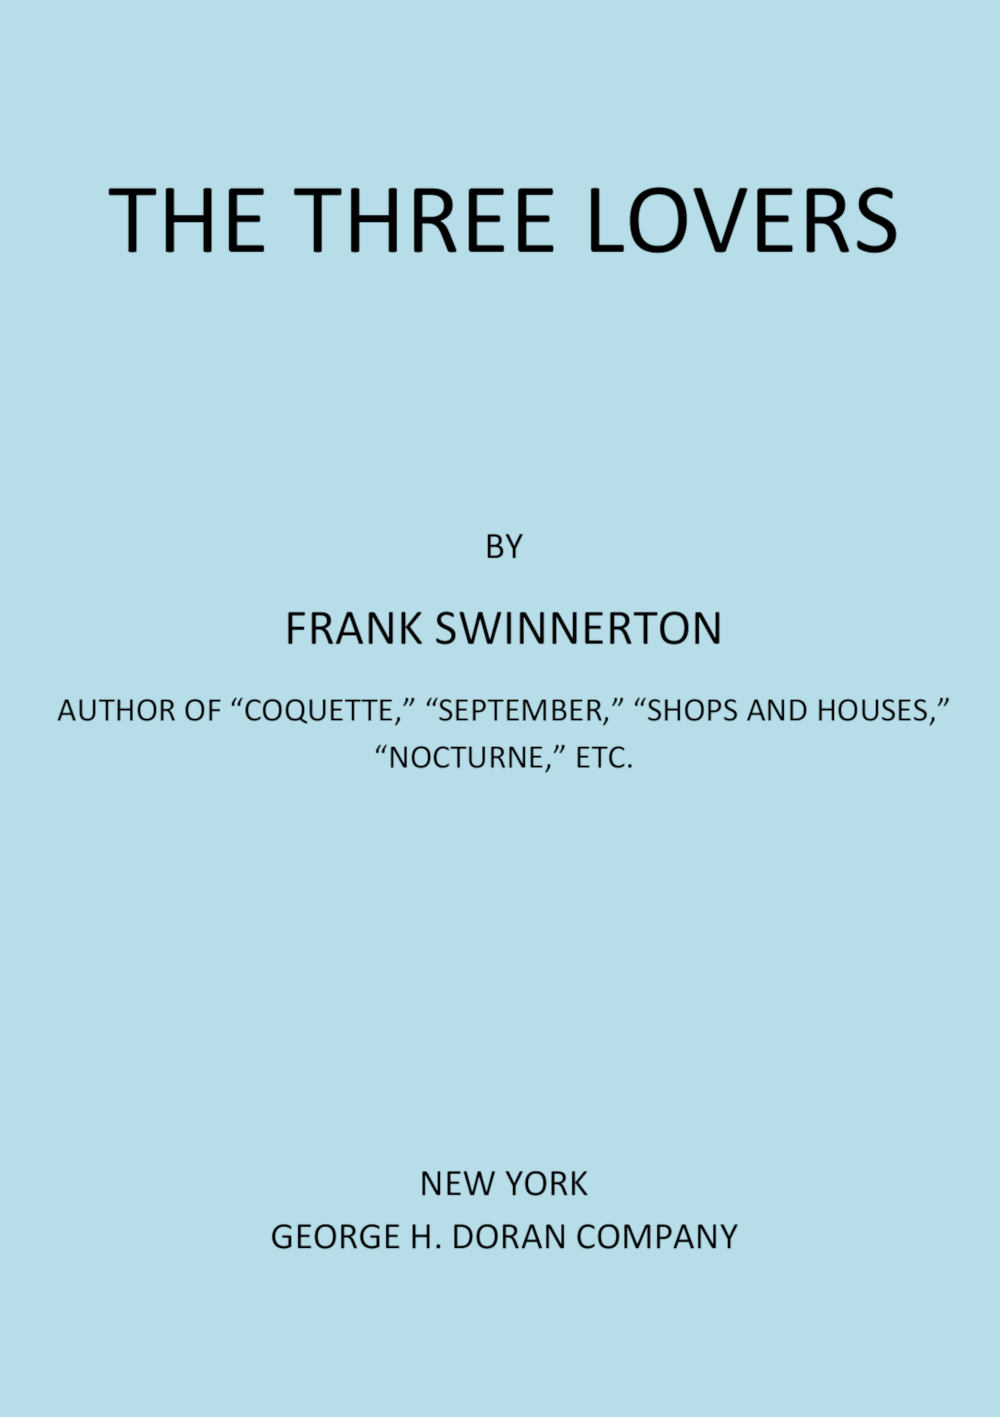 THE THREE LOVERS
BY
FRANK SWINNERTON
AUTHOR OF “COQUETTE,” “SEPTEMBER,” “SHOPS AND HOUSES,”
“NOCTURNE,” ETC.
NEW YORK
GEORGE H. DORAN COMPANY